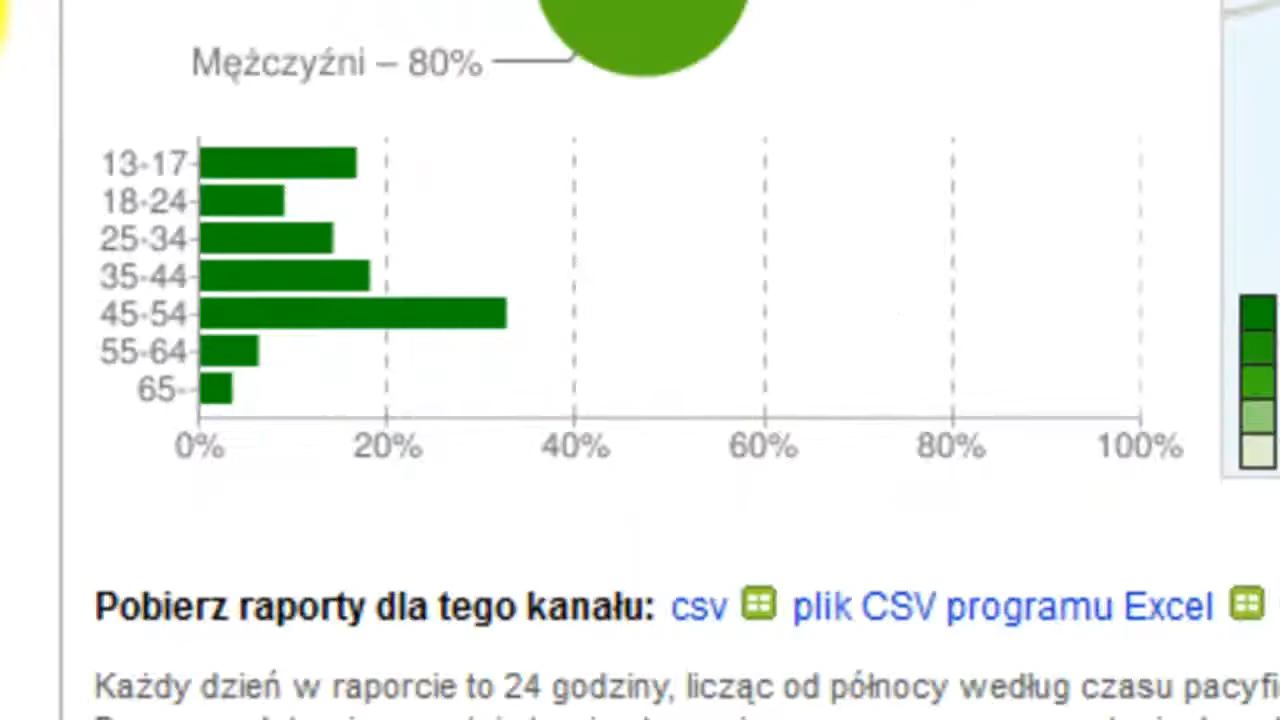 Mężczyźni – 80%
13-17
18-24
25-34
35-44
45-54
55-64
65-
0% 20% 40% 60% 80% 100%
Pobierz raporty dla tego kanału: csv plik CSV programu Excel
Każdy dzień w raporcie to 24 godziny, licząc od północy według czasu